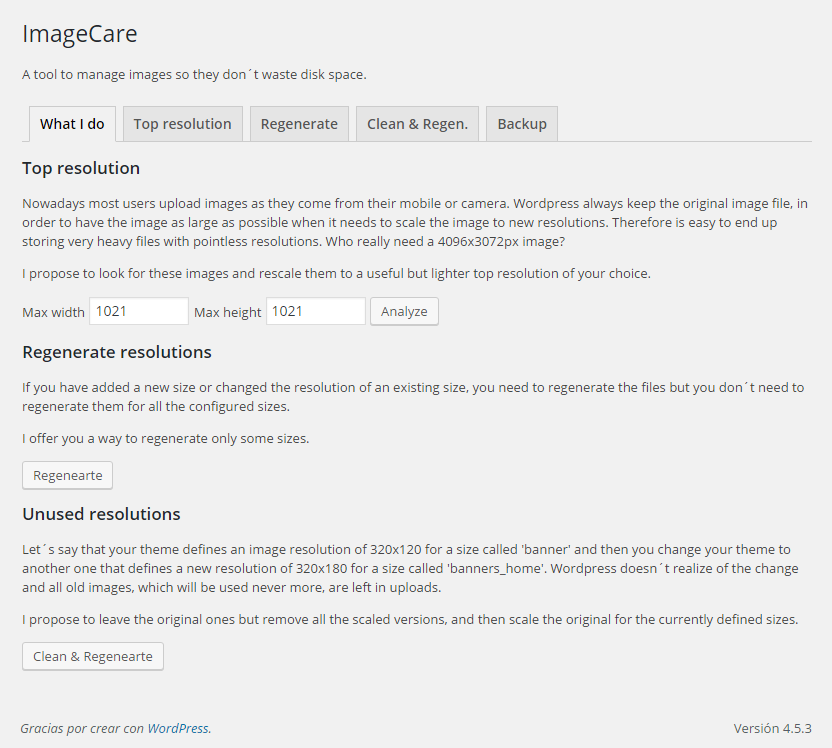 ImageCare
A tool to manage images so they don´t waste disk space.
What I do
Top resolution
Regenerate
Clean & Regen.
Backup
Top resolution
Nowadays most users upload images as they come from their mobile or camera. Wordpress always keep the original image file, in
order to have the image as large as possible when it needs to scale the image to new resolutions. Therefore is easy to end up
storing very heavy files with pointless resolutions. Who really need a 4096x3072px image?
I propose to look for these images and rescale them to a useful but lighter top resolution of your choice.
Max width 1021 Max height 1021 Analyze
Regenerate resolutions
If you have added a new size or changed the resolution of an existing size, you need to regenerate the files but you don´t need to
regenerate them for all the configured sizes.
I offer you a way to regenerate only some sizes.
Regenearte
Unused resolutions
Let´s say that your theme defines an image resolution of 320x120 for a size called 'banner' and then you change your theme to
another one that defines a new resolution of 320x180 for a size called 'banners_home'. Wordpress doesn´t realize of the change
and all old images, which will be used never more, are left in uploads.
I propose to leave the original ones but remove all the scaled versions, and then scale the original for the currently defined sizes.
Clean & Regenearte
Gracias por crear con WordPress.
Versión 4.5.3